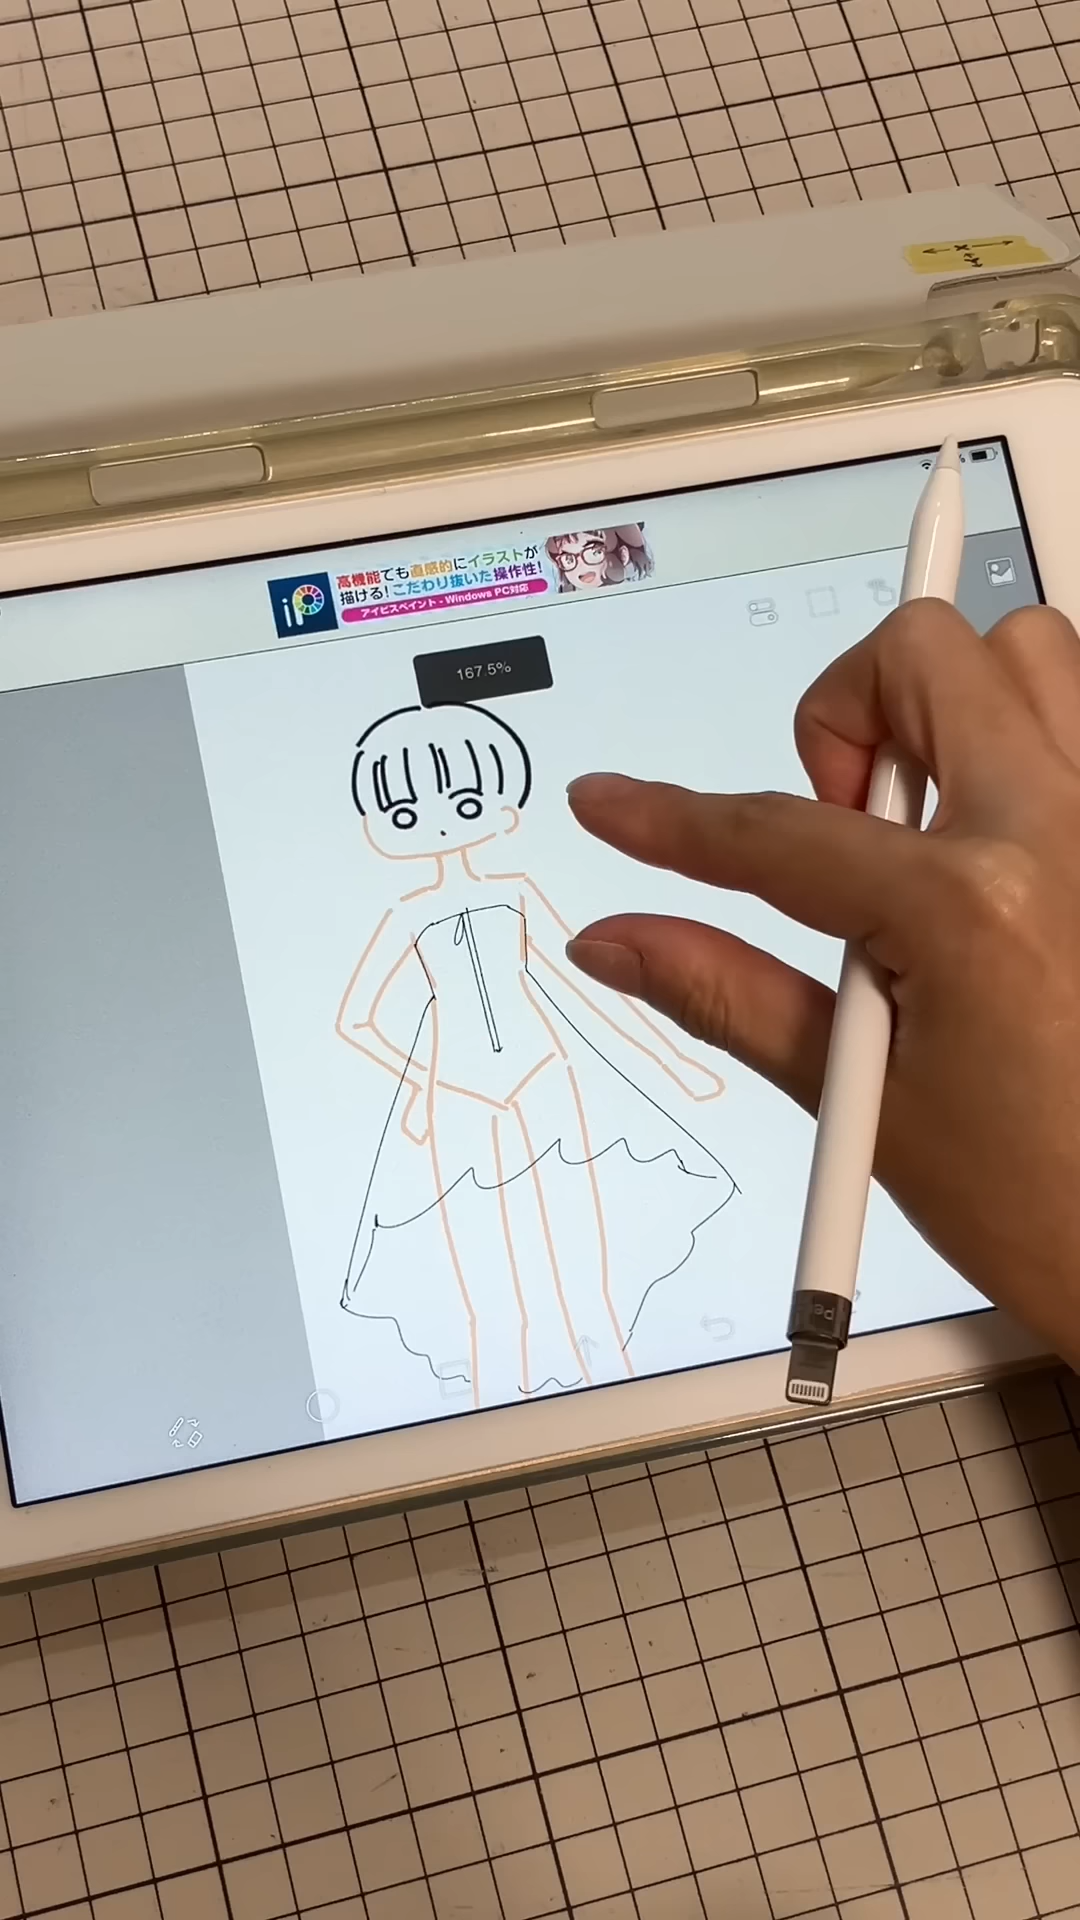 高機能でも直感的にイラストが
描ける!こだわり抜いた操作性!
アイビスペイント - Windows PC対応
iP
167.5%